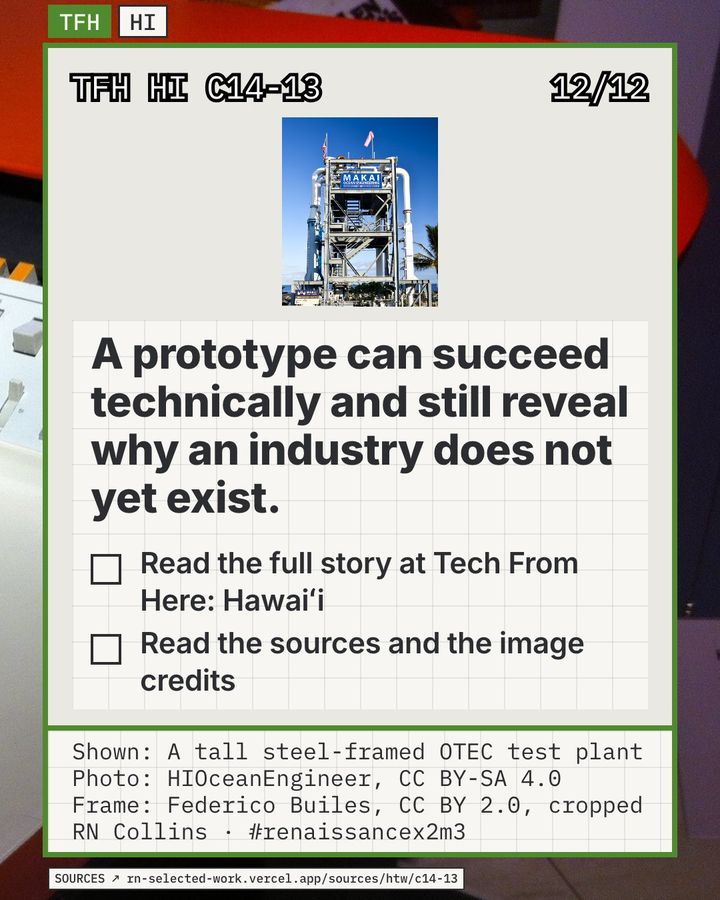 TFH HI
TFH HI C14-13 12/12
MAKAI
OCEAN ENGINEERING
A prototype can succeed
technically and still reveal
why an industry does not
yet exist.
Read the full story at Tech From
Here: Hawaiʻi
Read the sources and the image
credits
Shown: A tall steel-framed OTEC test plant
Photo: HIOceanEngineer, CC BY-SA 4.0
Frame: Federico Builes, CC BY 2.0, cropped
RN Collins · #renaissancex2m3
SOURCES ↗ rn-selected-work.vercel.app/sources/htw/c14-13